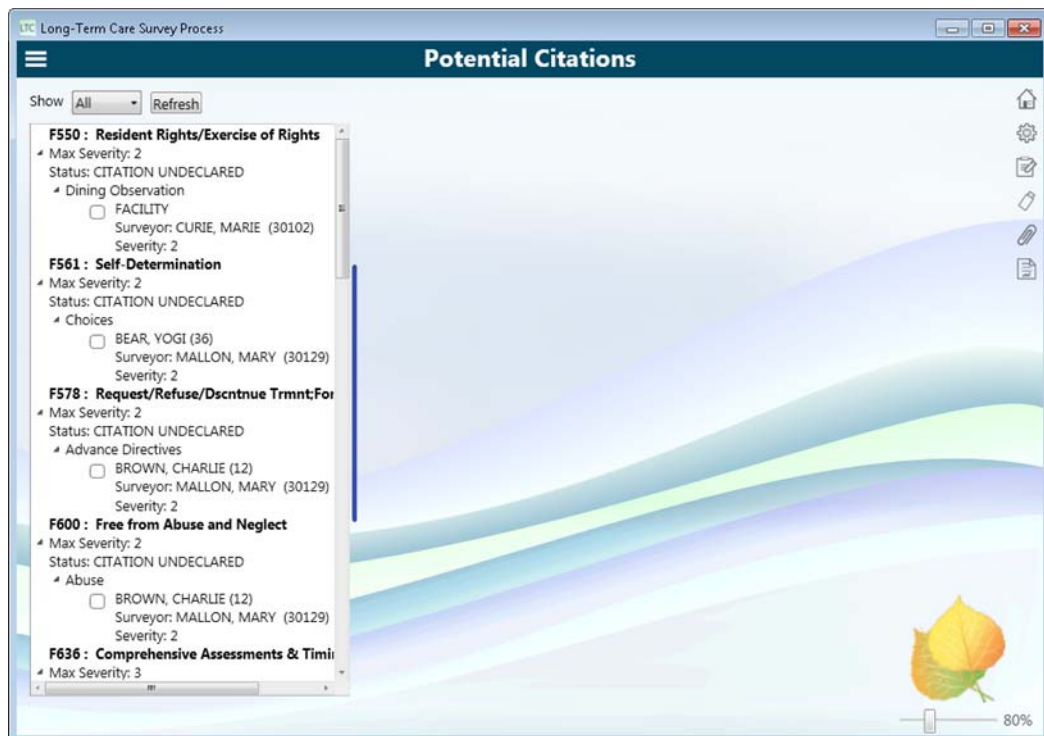 LTC Long-Term Care Survey Process
Potential Citations
Show All Refresh
F550 : Resident Rights/Exercise of Rights
Max Severity: 2
Status: CITATION UNDECLARED
Dining Observation
FACILITY
Surveyor: CURIE, MARIE (30102)
Severity: 2
F561 : Self-Determination
Max Severity: 2
Status: CITATION UNDECLARED
Choices
BEAR, YOGI (36)
Surveyor: MALLON, MARY (30129)
Severity: 2
F578 : Request/Refuse/Dscntnue Trmnt;For
Max Severity: 2
Status: CITATION UNDECLARED
Advance Directives
BROWN, CHARLIE (12)
Surveyor: MALLON, MARY (30129)
Severity: 2
F600 : Free from Abuse and Neglect
Max Severity: 2
Status: CITATION UNDECLARED
Abuse
BROWN, CHARLIE (12)
Surveyor: MALLON, MARY (30129)
Severity: 2
F636 : Comprehensive Assessments & Timi
Max Severity: 3
80%